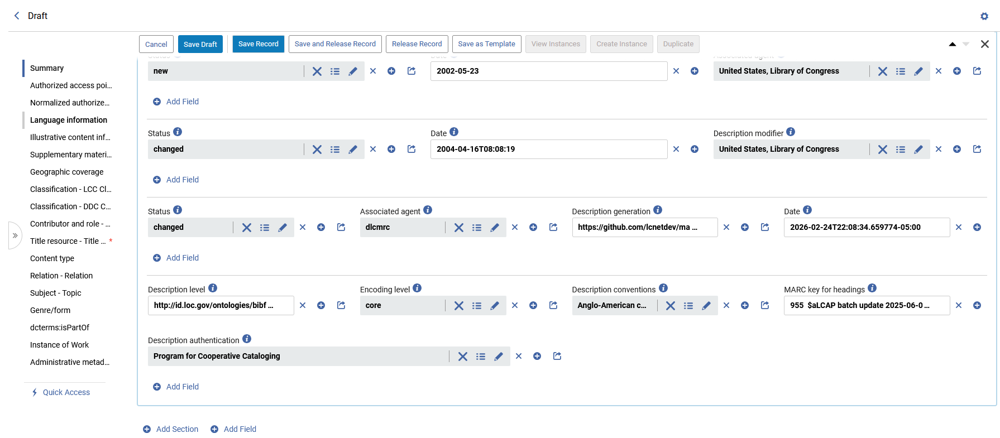 Draft
Cancel Save Draft Save Record Save and Release Record Release Record Save as Template View Instances Create Instance Duplicate
Summary
Authorized access poi...
Normalized authorize...
Language information
Illustrative content inf...
Supplementary materi...
Geographic coverage
Classification - LCC Cl...
Classification - DDC C...
Contributor and role - ...
Title resource - Title ... *
Content type
Relation - Relation
Subject - Topic
Genre/form
dcterms:isPartOf
Instance of Work
Administrative metad...
Quick Access
Status Date Associated agent
new 2002-05-23 United States, Library of Congress
Add Field
Status Date Description modifier
changed 2004-04-16T08:08:19 United States, Library of Congress
Add Field
Status Associated agent Description generation Date
changed dlcmrc https://github.com/lcnetdev/ma ... 2026-02-24T22:08:34.659774-05:00
Add Field
Description level Encoding level Description conventions MARC key for headings
http://id.loc.gov/ontologies/bibf ... core Anglo-American c... 955  $aLCAP batch update 2025-06-0 ...
Description authentication
Program for Cooperative Cataloging
Add Field
Add Section Add Field